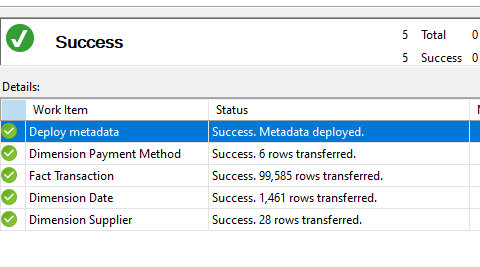 Success
5 Total 0
5 Success 0
Details:
Work Item Status
Deploy metadata Success. Metadata deployed.
Dimension Payment Method Success. 6 rows transferred.
Fact Transaction Success. 99,585 rows transferred.
Dimension Date Success. 1,461 rows transferred.
Dimension Supplier Success. 28 rows transferred.